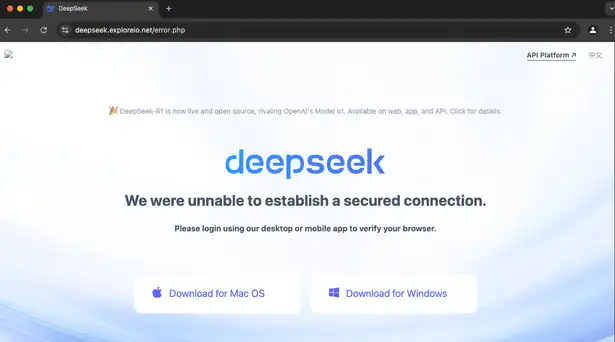 DeepSeek
deepseek.exploreio.net/error.php
API Platform ↗ 中文
🎉 DeepSeek-R1 is now live and open source, rivaling OpenAI's Model o1. Available on web, app, and API. Click for details.
deepseek
We were unable to establish a secured connection.
Please login using our desktop or mobile app to verify your browser.
Download for Mac OS Download for Windows